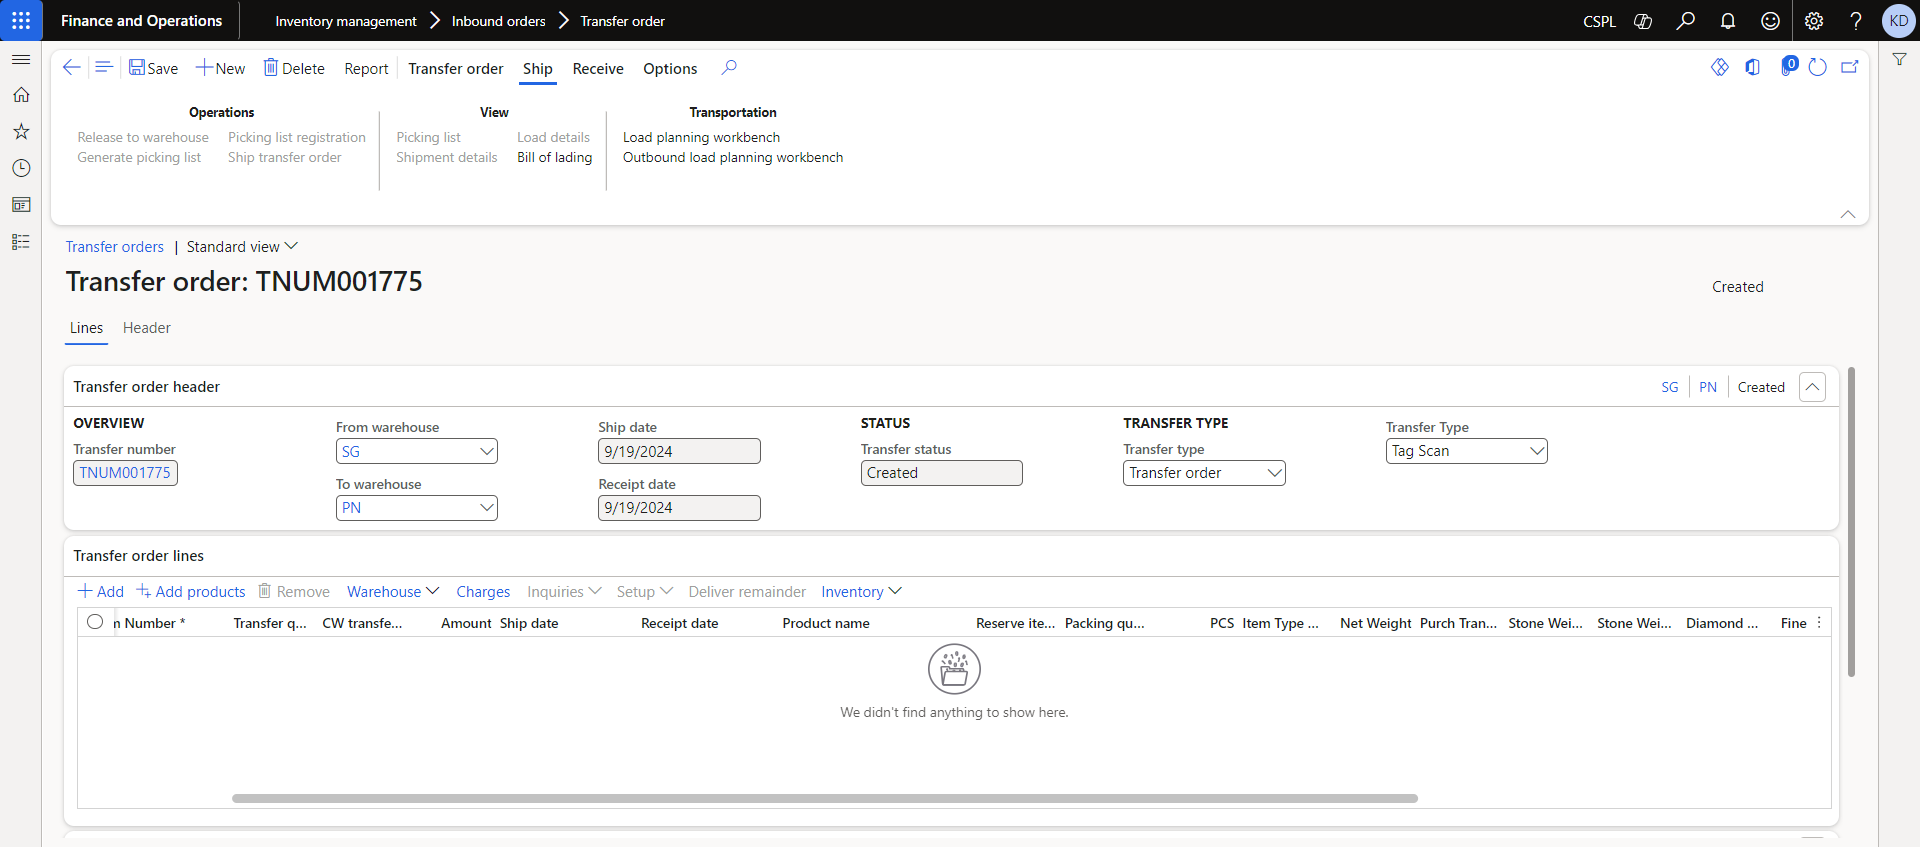 Finance and Operations
Inventory management > Inbound orders > Transfer order
CSPL
? KD
Save New Delete Report Transfer order Ship Receive Options
0
Operations
Release to warehouse Picking list registration
Generate picking list Ship transfer order
View
Picking list Load details
Shipment details Bill of lading
Transportation
Load planning workbench
Outbound load planning workbench
Transfer orders | Standard view
Transfer order: TNUM001775
Created
Lines Header
Transfer order header
SG PN Created
OVERVIEW
Transfer number
TNUM001775
From warehouse
SG
To warehouse
PN
Ship date
9/19/2024
Receipt date
9/19/2024
STATUS
Transfer status
Created
TRANSFER TYPE
Transfer type
Transfer order
Transfer Type
Tag Scan
Transfer order lines
Add Add products Remove Warehouse Charges Inquiries Setup Deliver remainder Inventory
n Number * Transfer q... CW transfe... Amount Ship date Receipt date Product name Reserve ite... Packing qu... PCS Item Type ... Net Weight Purch Tran... Stone Wei... Stone Wei... Diamond ... Fine
We didn't find anything to show here.